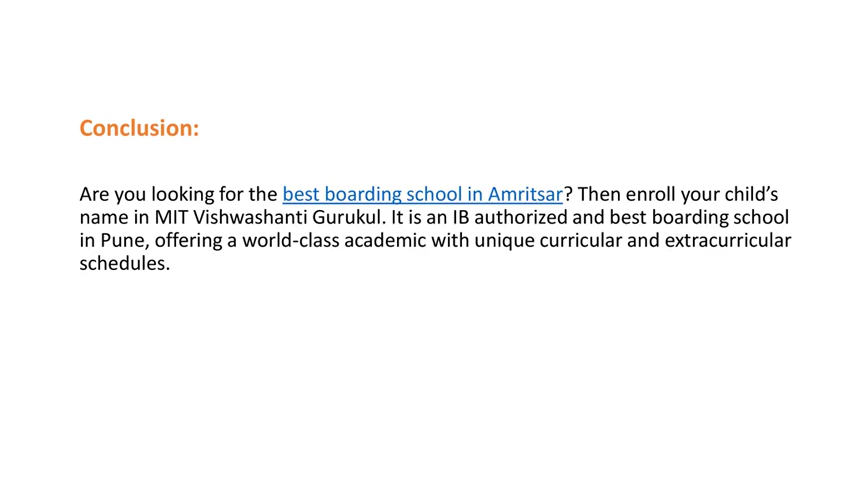 Conclusion:
Are you looking for the best boarding school in Amritsar? Then enroll your child’s
name in MIT Vishwashanti Gurukul. It is an IB authorized and best boarding school
in Pune, offering a world-class academic with unique curricular and extracurricular
schedules.